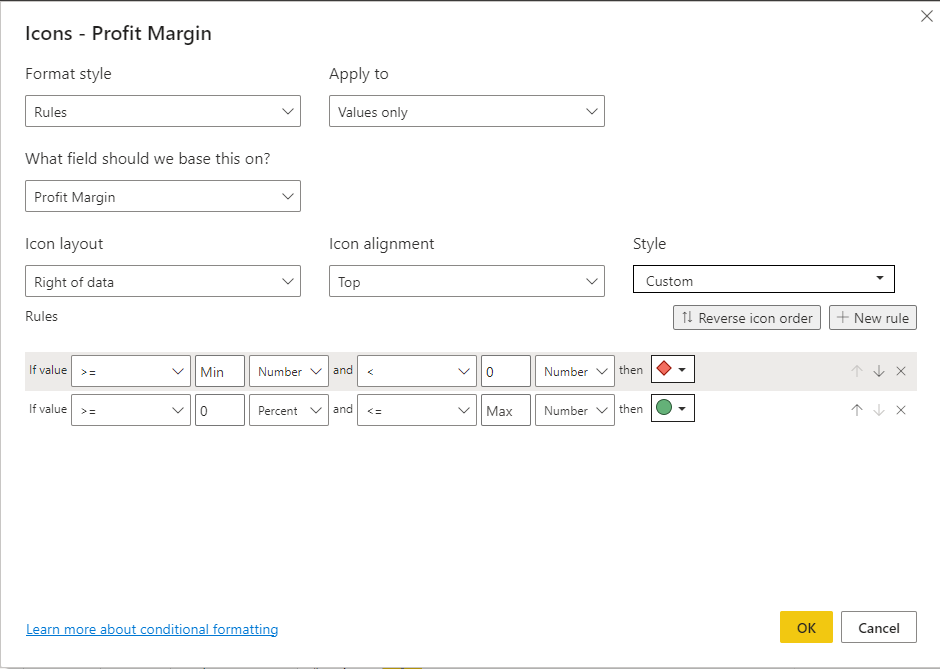 Icons - Profit Margin
Format style Apply to
Rules Values only
What field should we base this on?
Profit Margin
Icon layout Icon alignment Style
Right of data Top Custom
Rules Reverse icon order New rule
If value >= Min Number and < 0 Number then
If value >= 0 Percent and <= Max Number then
Learn more about conditional formatting OK Cancel